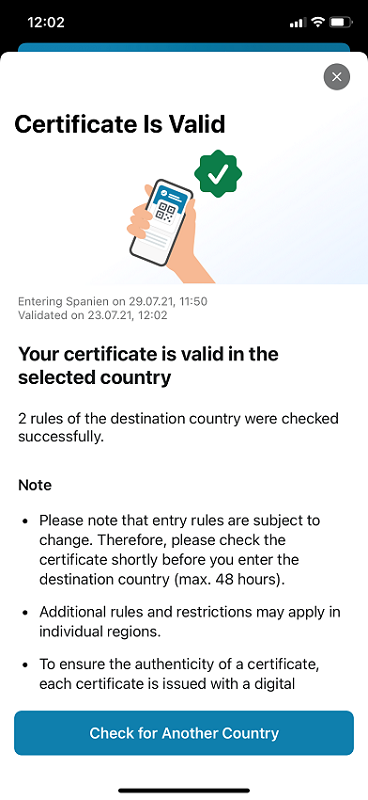 12:02
Certificate Is Valid
Entering Spanien on 29.07.21, 11:50
Validated on 23.07.21, 12:02
Your certificate is valid in the
selected country
2 rules of the destination country were checked
successfully.
Note
• Please note that entry rules are subject to
change. Therefore, please check the
certificate shortly before you enter the
destination country (max. 48 hours).
• Additional rules and restrictions may apply in
individual regions.
• To ensure the authenticity of a certificate,
each certificate is issued with a digital
Check for Another Country